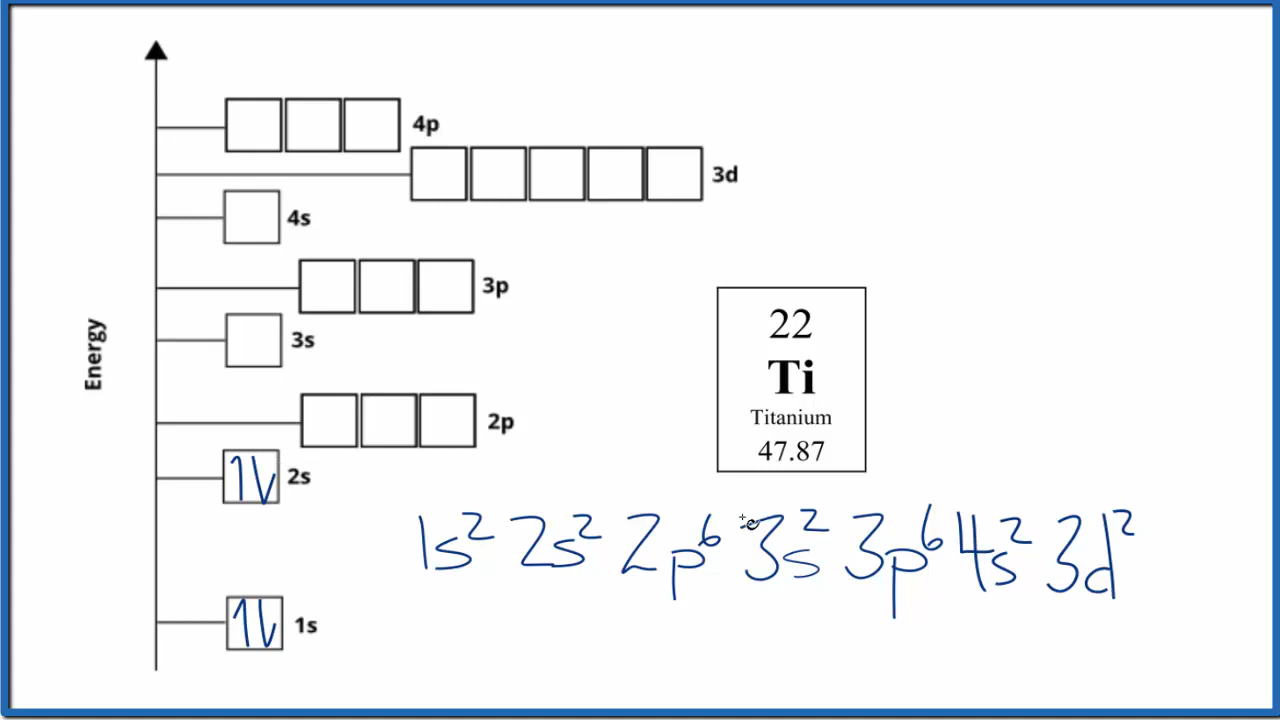 4p
3d
4s
3p
3s
Energy
22
Ti
Titanium
47.87
2p
2s
1s² 2s² 2p⁶ 3s² 3p⁶ 4s² 3d²
1s